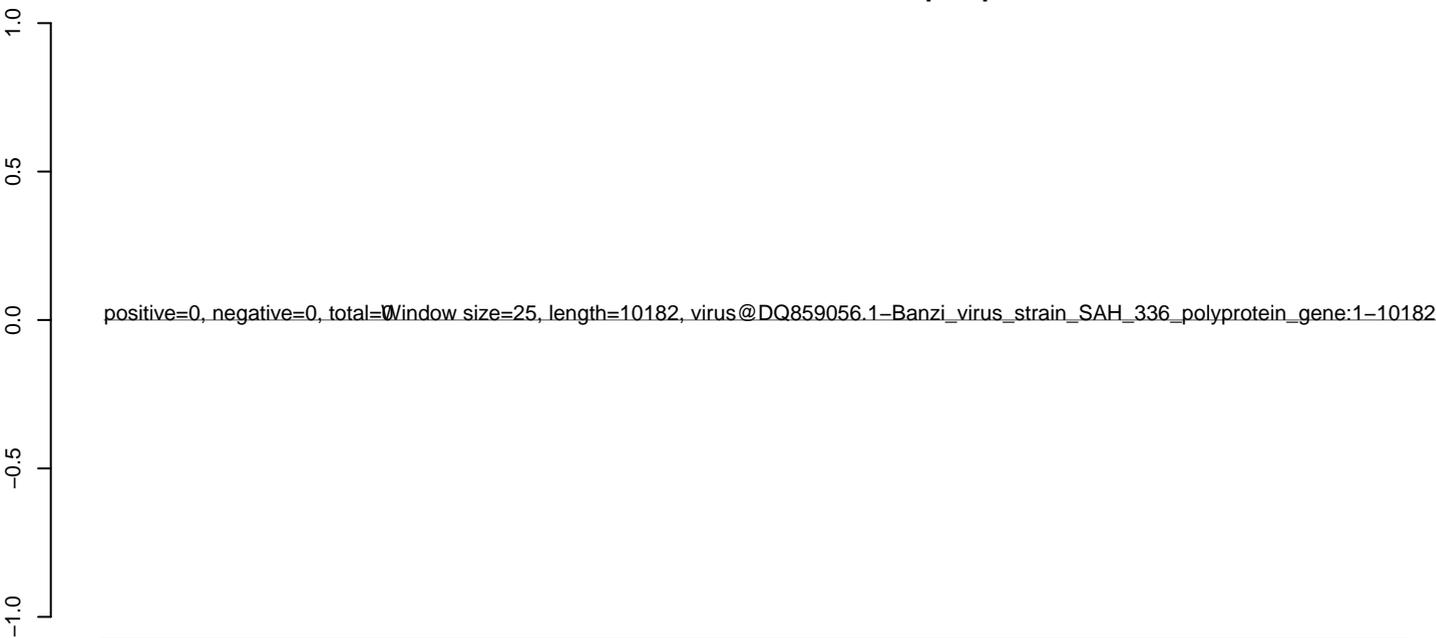 1.0
0.5
0.0
−0.5
−1.0
positive=0, negative=0, total=0
Window size=25, length=10182, virus@DQ859056.1−Banzi_virus_strain_SAH_336_polyprotein_gene:1−10182